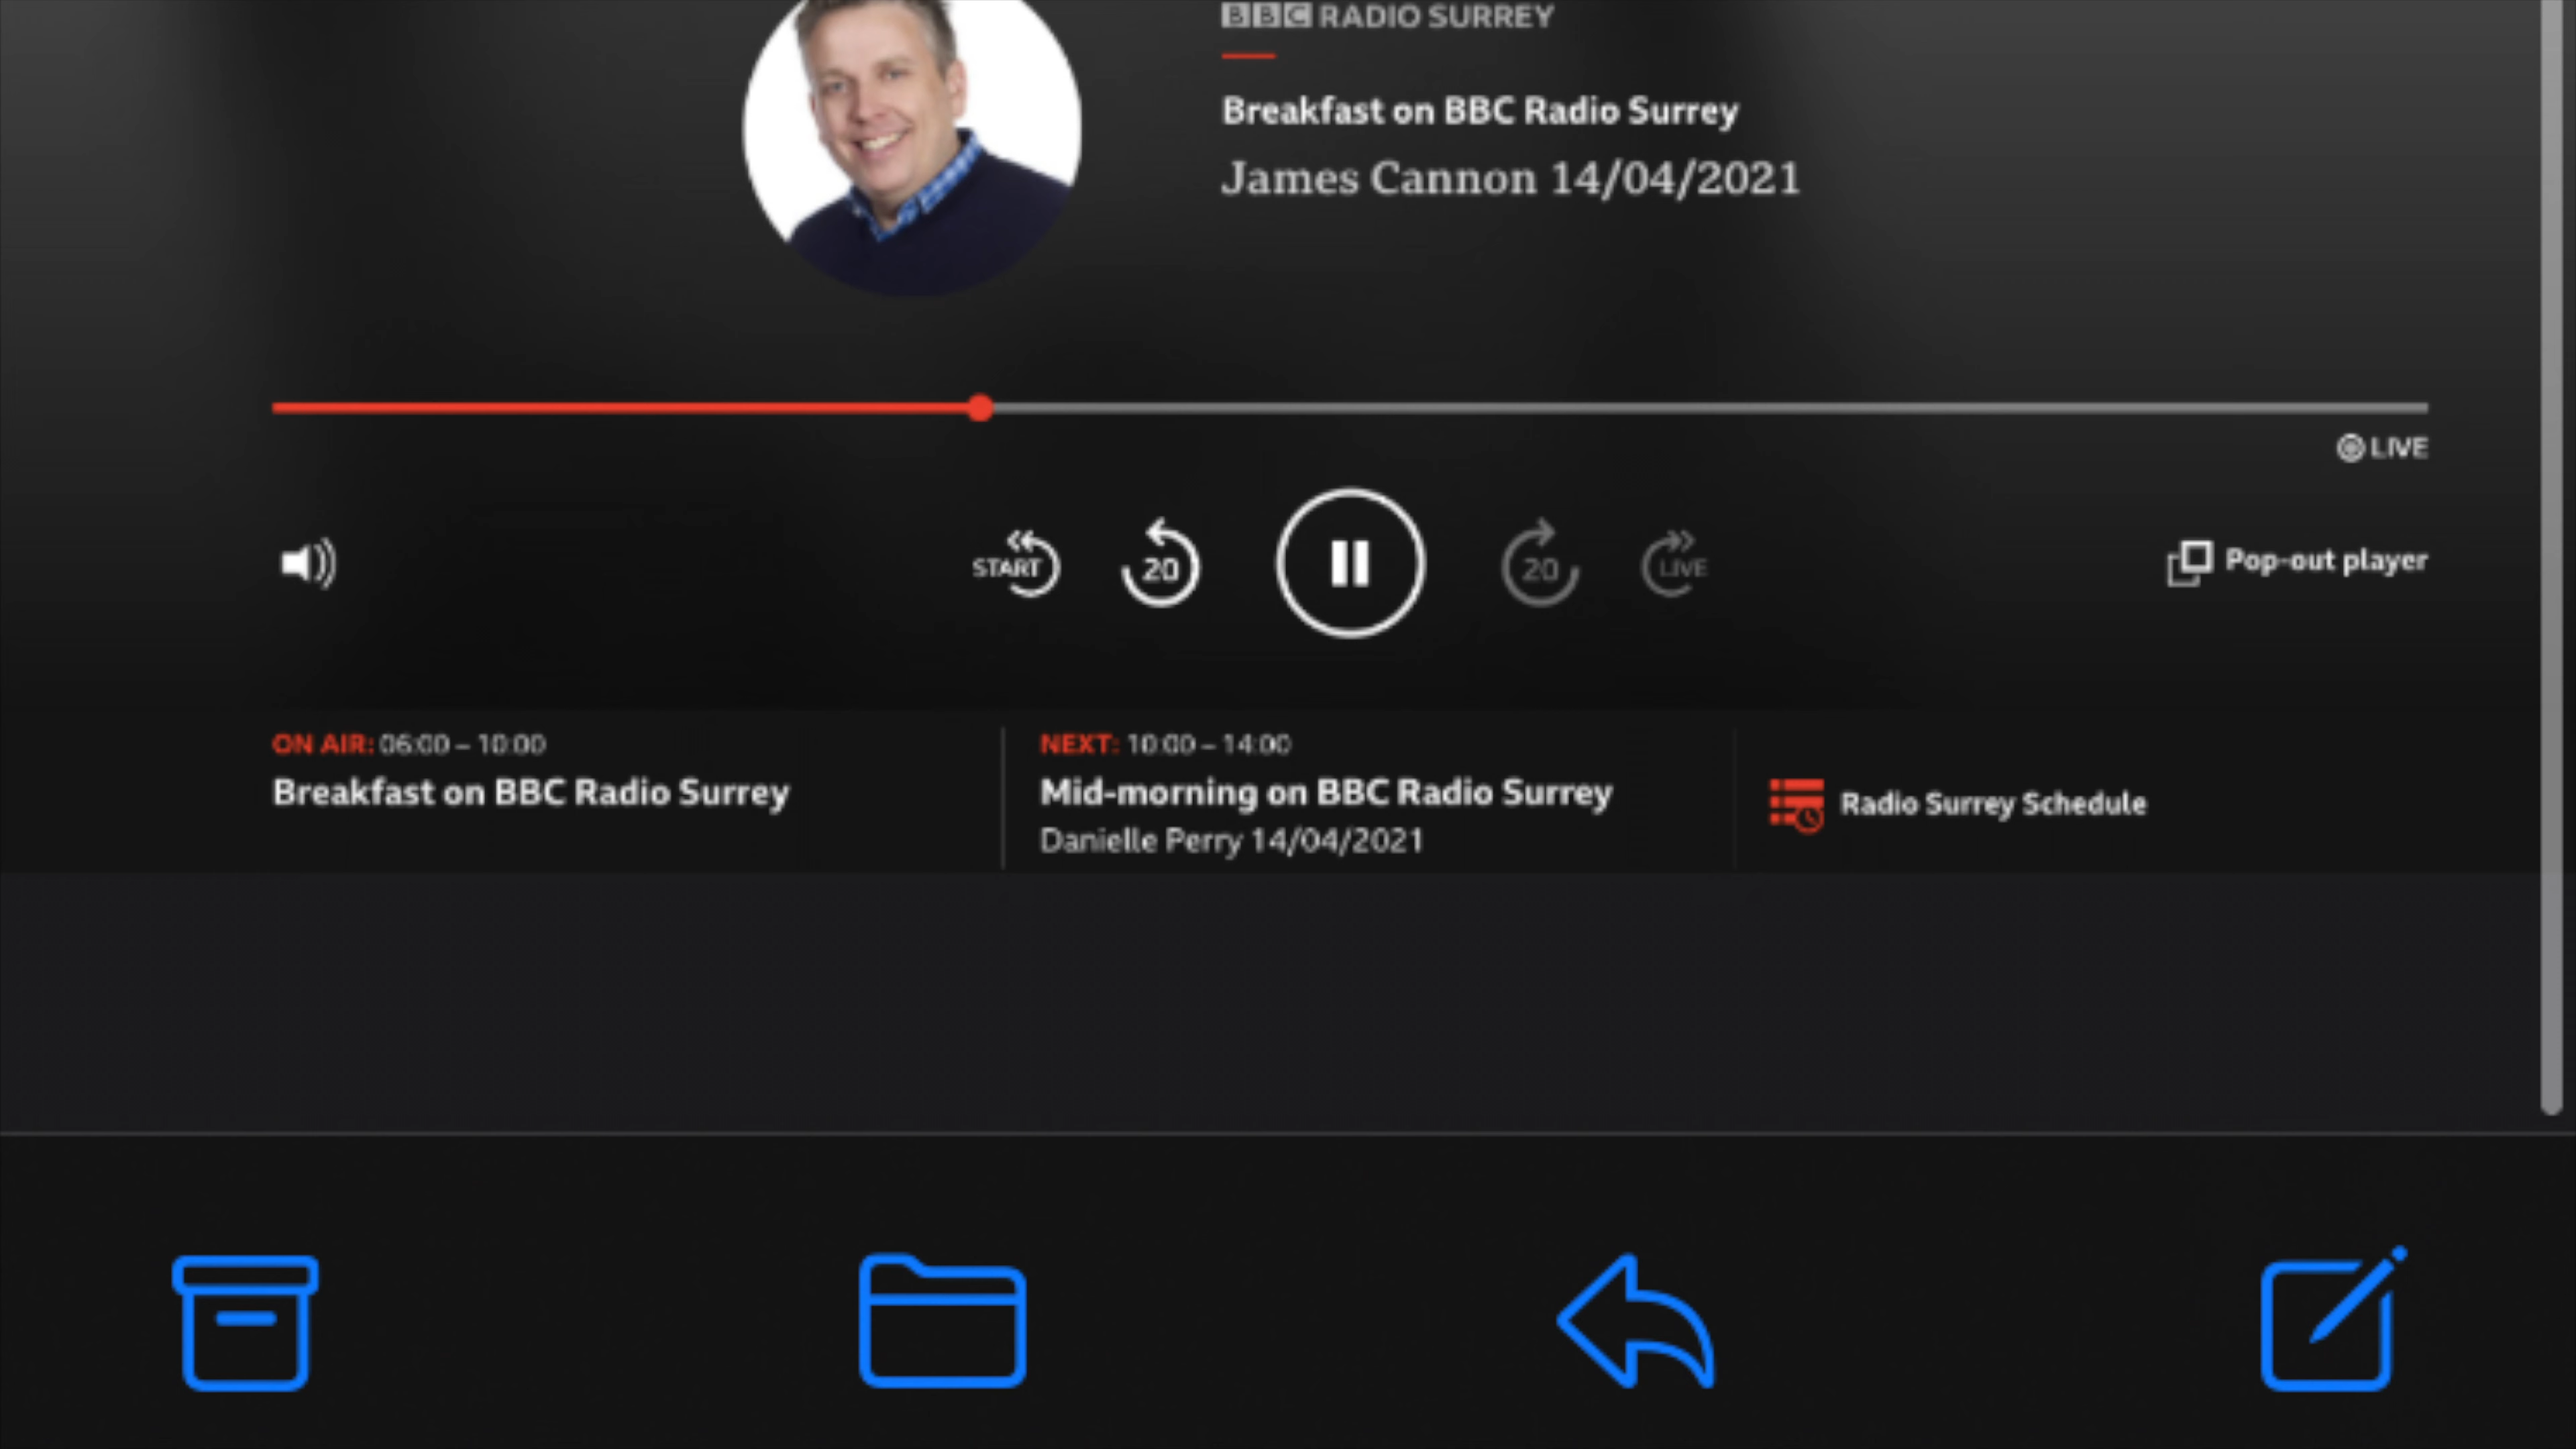 BBC RADIO SURREY
Breakfast on BBC Radio Surrey
James Cannon 14/04/2021
LIVE
START
20
20
LIVE
Pop-out player
ON AIR: 06:00 – 10:00
Breakfast on BBC Radio Surrey
NEXT: 10:00 – 14:00
Mid-morning on BBC Radio Surrey
Danielle Perry 14/04/2021
Radio Surrey Schedule